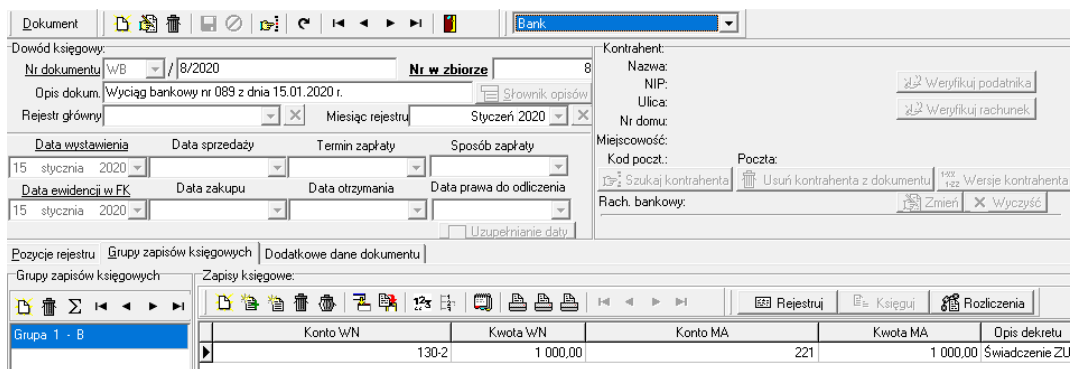 Dokument Bank
Dowód księgowy: Kontrahent:
Nr dokumentu WB / 8/2020 Nr w zbiorze 8 Nazwa:
NIP: Weryfikuj podatnika
Opis dokum. Wyciąg bankowy nr 089 z dnia 15.01.2020 r. Słownik opisów Ulica: Weryfikuj rachunek
Rejestr główny Miesiąc rejestru Styczeń 2020 Nr domu:
Data wystawienia Data sprzedaży Termin zapłaty Sposób zapłaty Miejscowość:
15 stycznia 2020 Kod poczt.: Poczta:
Szukaj kontrahenta Usuń kontrahenta z dokumentu Wersje kontrahenta
Data ewidencji w FK Data zakupu Data otrzymania Data prawa do odliczenia
15 stycznia 2020 Rach. bankowy: Zmień Wyczyść
Uzupełnianie daty
Pozycje rejestru Grupy zapisów księgowych Dodatkowe dane dokumentu
Grupy zapisów księgowych Zapisy księgowe:
Rejestruj Księguj Rozliczenia
Grupa 1 - B Konto WN Kwota WN Konto MA Kwota MA Opis dekretu
130-2 1 000,00 221 1 000,00 Świadczenie ZU